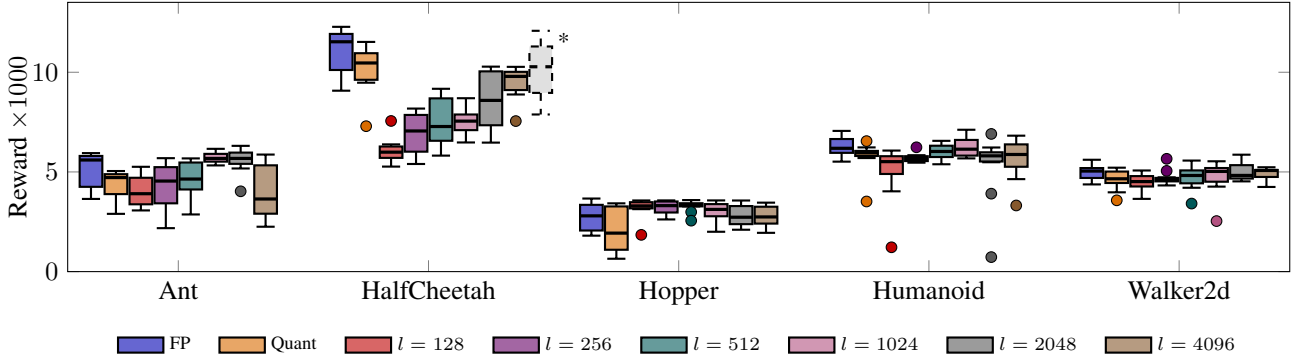 Reward ×1000
10
5
0
*
Ant HalfCheetah Hopper Humanoid Walker2d
FP Quant l = 128 l = 256 l = 512 l = 1024 l = 2048 l = 4096